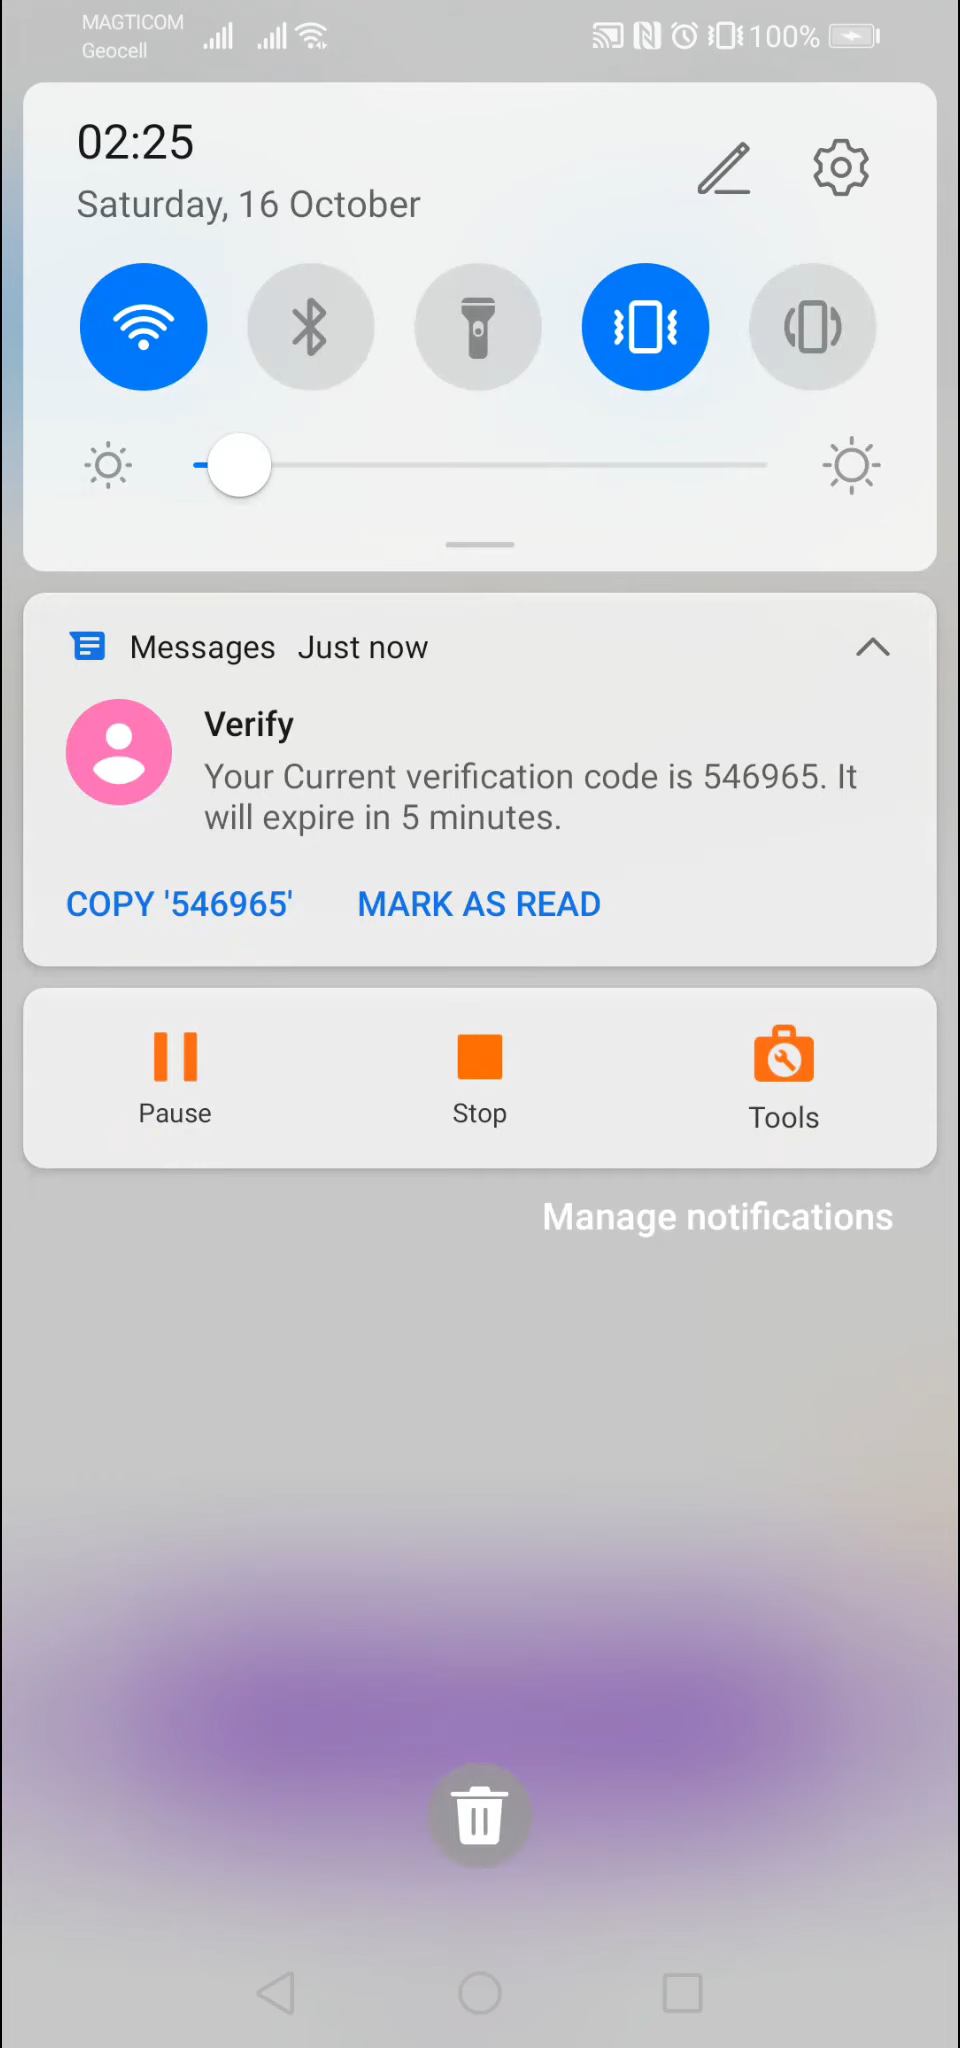 MAGTICOM
Geocell
100%
02:25
Saturday, 16 October
Messages Just now
Verify
Your Current verification code is 546965. It
will expire in 5 minutes.
COPY '546965' MARK AS READ
Pause Stop Tools
Manage notifications